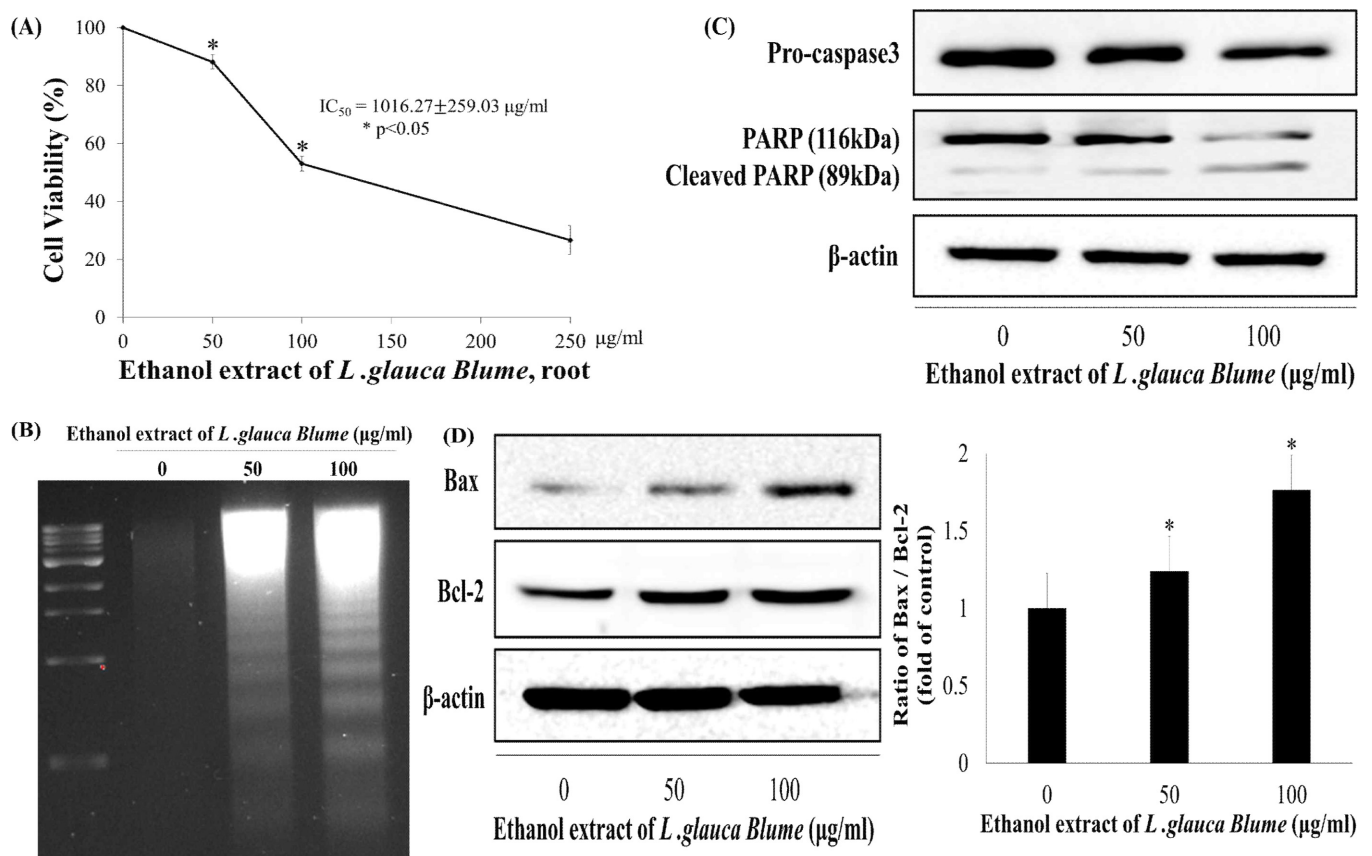 (A)
100
80
60
40
20
0
Cell Viability (%)
*
*
IC50 = 1016.27±259.03 µg/ml
* p<0.05
0 50 100 150 200 250 µg/ml
Ethanol extract of L .glauca Blume, root
(C)
Pro-caspase3
PARP (116kDa)
Cleaved PARP (89kDa)
β-actin
0 50 100
Ethanol extract of L .glauca Blume (µg/ml)
(B)
Ethanol extract of L .glauca Blume (µg/ml)
0 50 100
(D)
Bax
Bcl-2
β-actin
0 50 100
Ethanol extract of L .glauca Blume (µg/ml)
Ratio of Bax / Bcl-2
(fold of control)
2
1.5
1
0.5
0
*
*
0 50 100
Ethanol extract of L .glauca Blume (µg/ml)